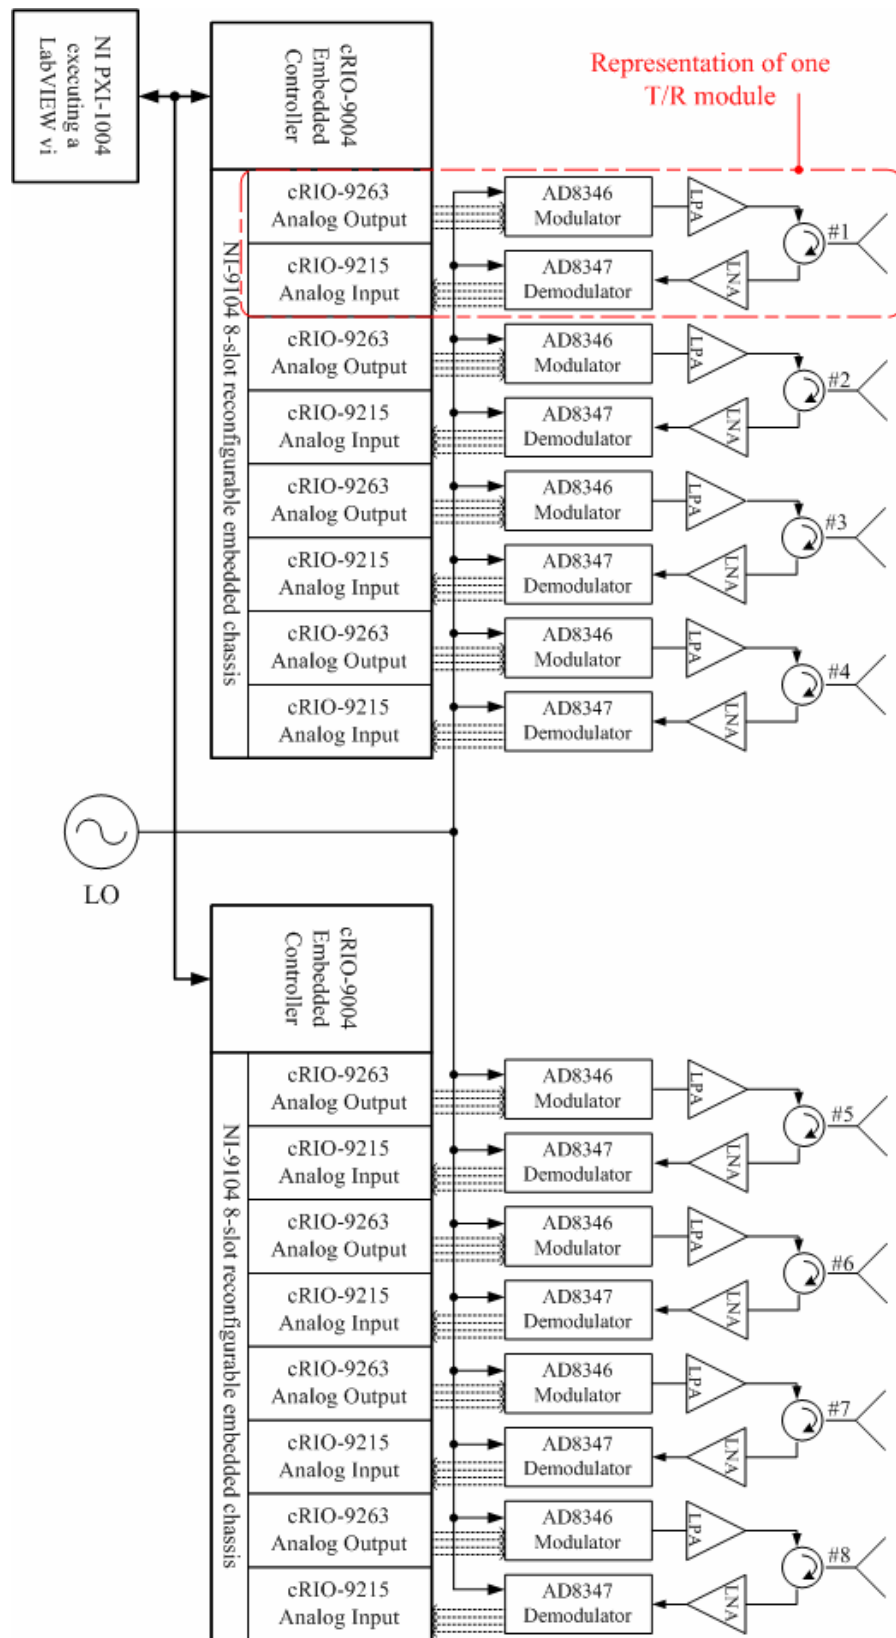 NI PXI-1004
executing a
LabVIEW vi
cRIO-9004
Embedded
Controller
Representation of one
T/R module
NI-9104 8-slot reconfigurable embedded chassis
cRIO-9263
Analog Output
AD8346
Modulator
LPA
#1
cRIO-9215
Analog Input
AD8347
Demodulator
LNA
cRIO-9263
Analog Output
AD8346
Modulator
LPA
#2
cRIO-9215
Analog Input
AD8347
Demodulator
LNA
cRIO-9263
Analog Output
AD8346
Modulator
LPA
#3
cRIO-9215
Analog Input
AD8347
Demodulator
LNA
cRIO-9263
Analog Output
AD8346
Modulator
LPA
#4
cRIO-9215
Analog Input
AD8347
Demodulator
LNA
LO
cRIO-9004
Embedded
Controller
NI-9104 8-slot reconfigurable embedded chassis
cRIO-9263
Analog Output
AD8346
Modulator
LPA
#5
cRIO-9215
Analog Input
AD8347
Demodulator
LNA
cRIO-9263
Analog Output
AD8346
Modulator
LPA
#6
cRIO-9215
Analog Input
AD8347
Demodulator
LNA
cRIO-9263
Analog Output
AD8346
Modulator
LPA
#7
cRIO-9215
Analog Input
AD8347
Demodulator
LNA
cRIO-9263
Analog Output
AD8346
Modulator
LPA
#8
cRIO-9215
Analog Input
AD8347
Demodulator
LNA